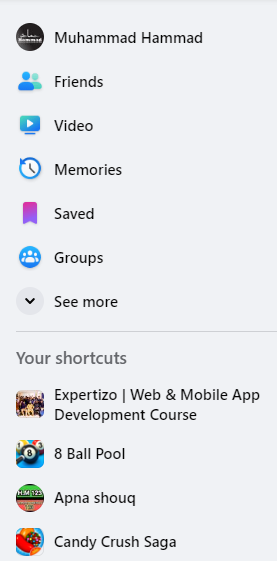 Muhammad Hammad
Friends
Video
Memories
Saved
Groups
See more
Your shortcuts
Expertizo | Web & Mobile App
Development Course
8 Ball Pool
Apna shouq
Candy Crush Saga